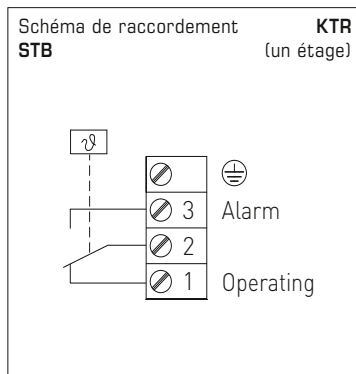 Schéma de raccordement KTR
STB (un étage)
ϑ
3 Alarm
2
1 Operating